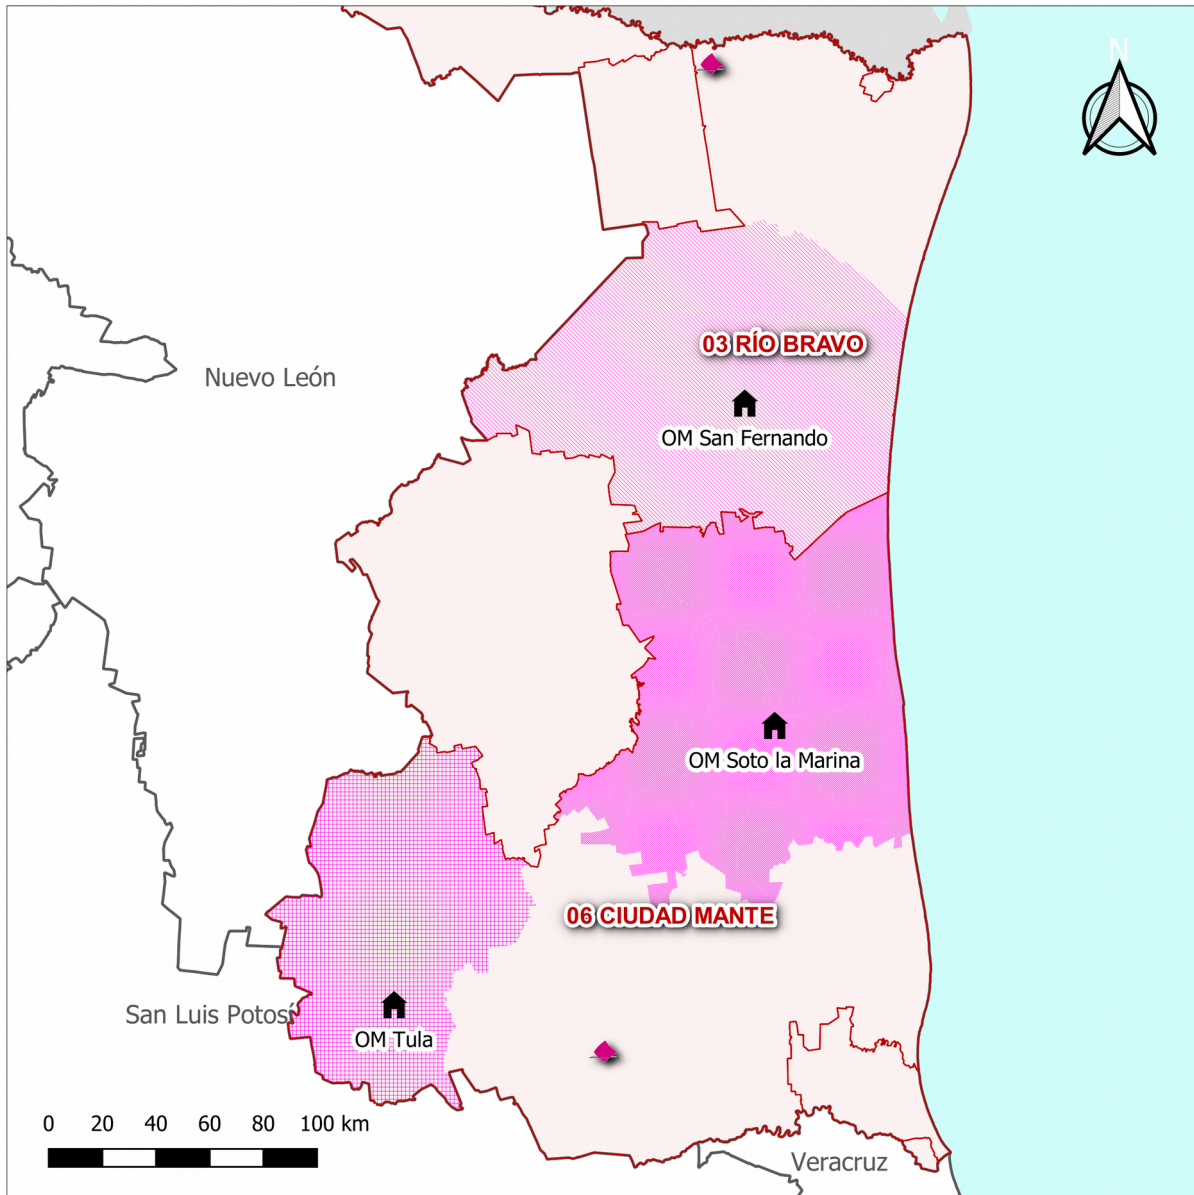 N
03 RÍO BRAVO
Nuevo León
OM San Fernando
OM Soto la Marina
06 CIUDAD MANTE
San Luis Potosí
OM Tula
0 20 40 60 80 100 km
Veracruz